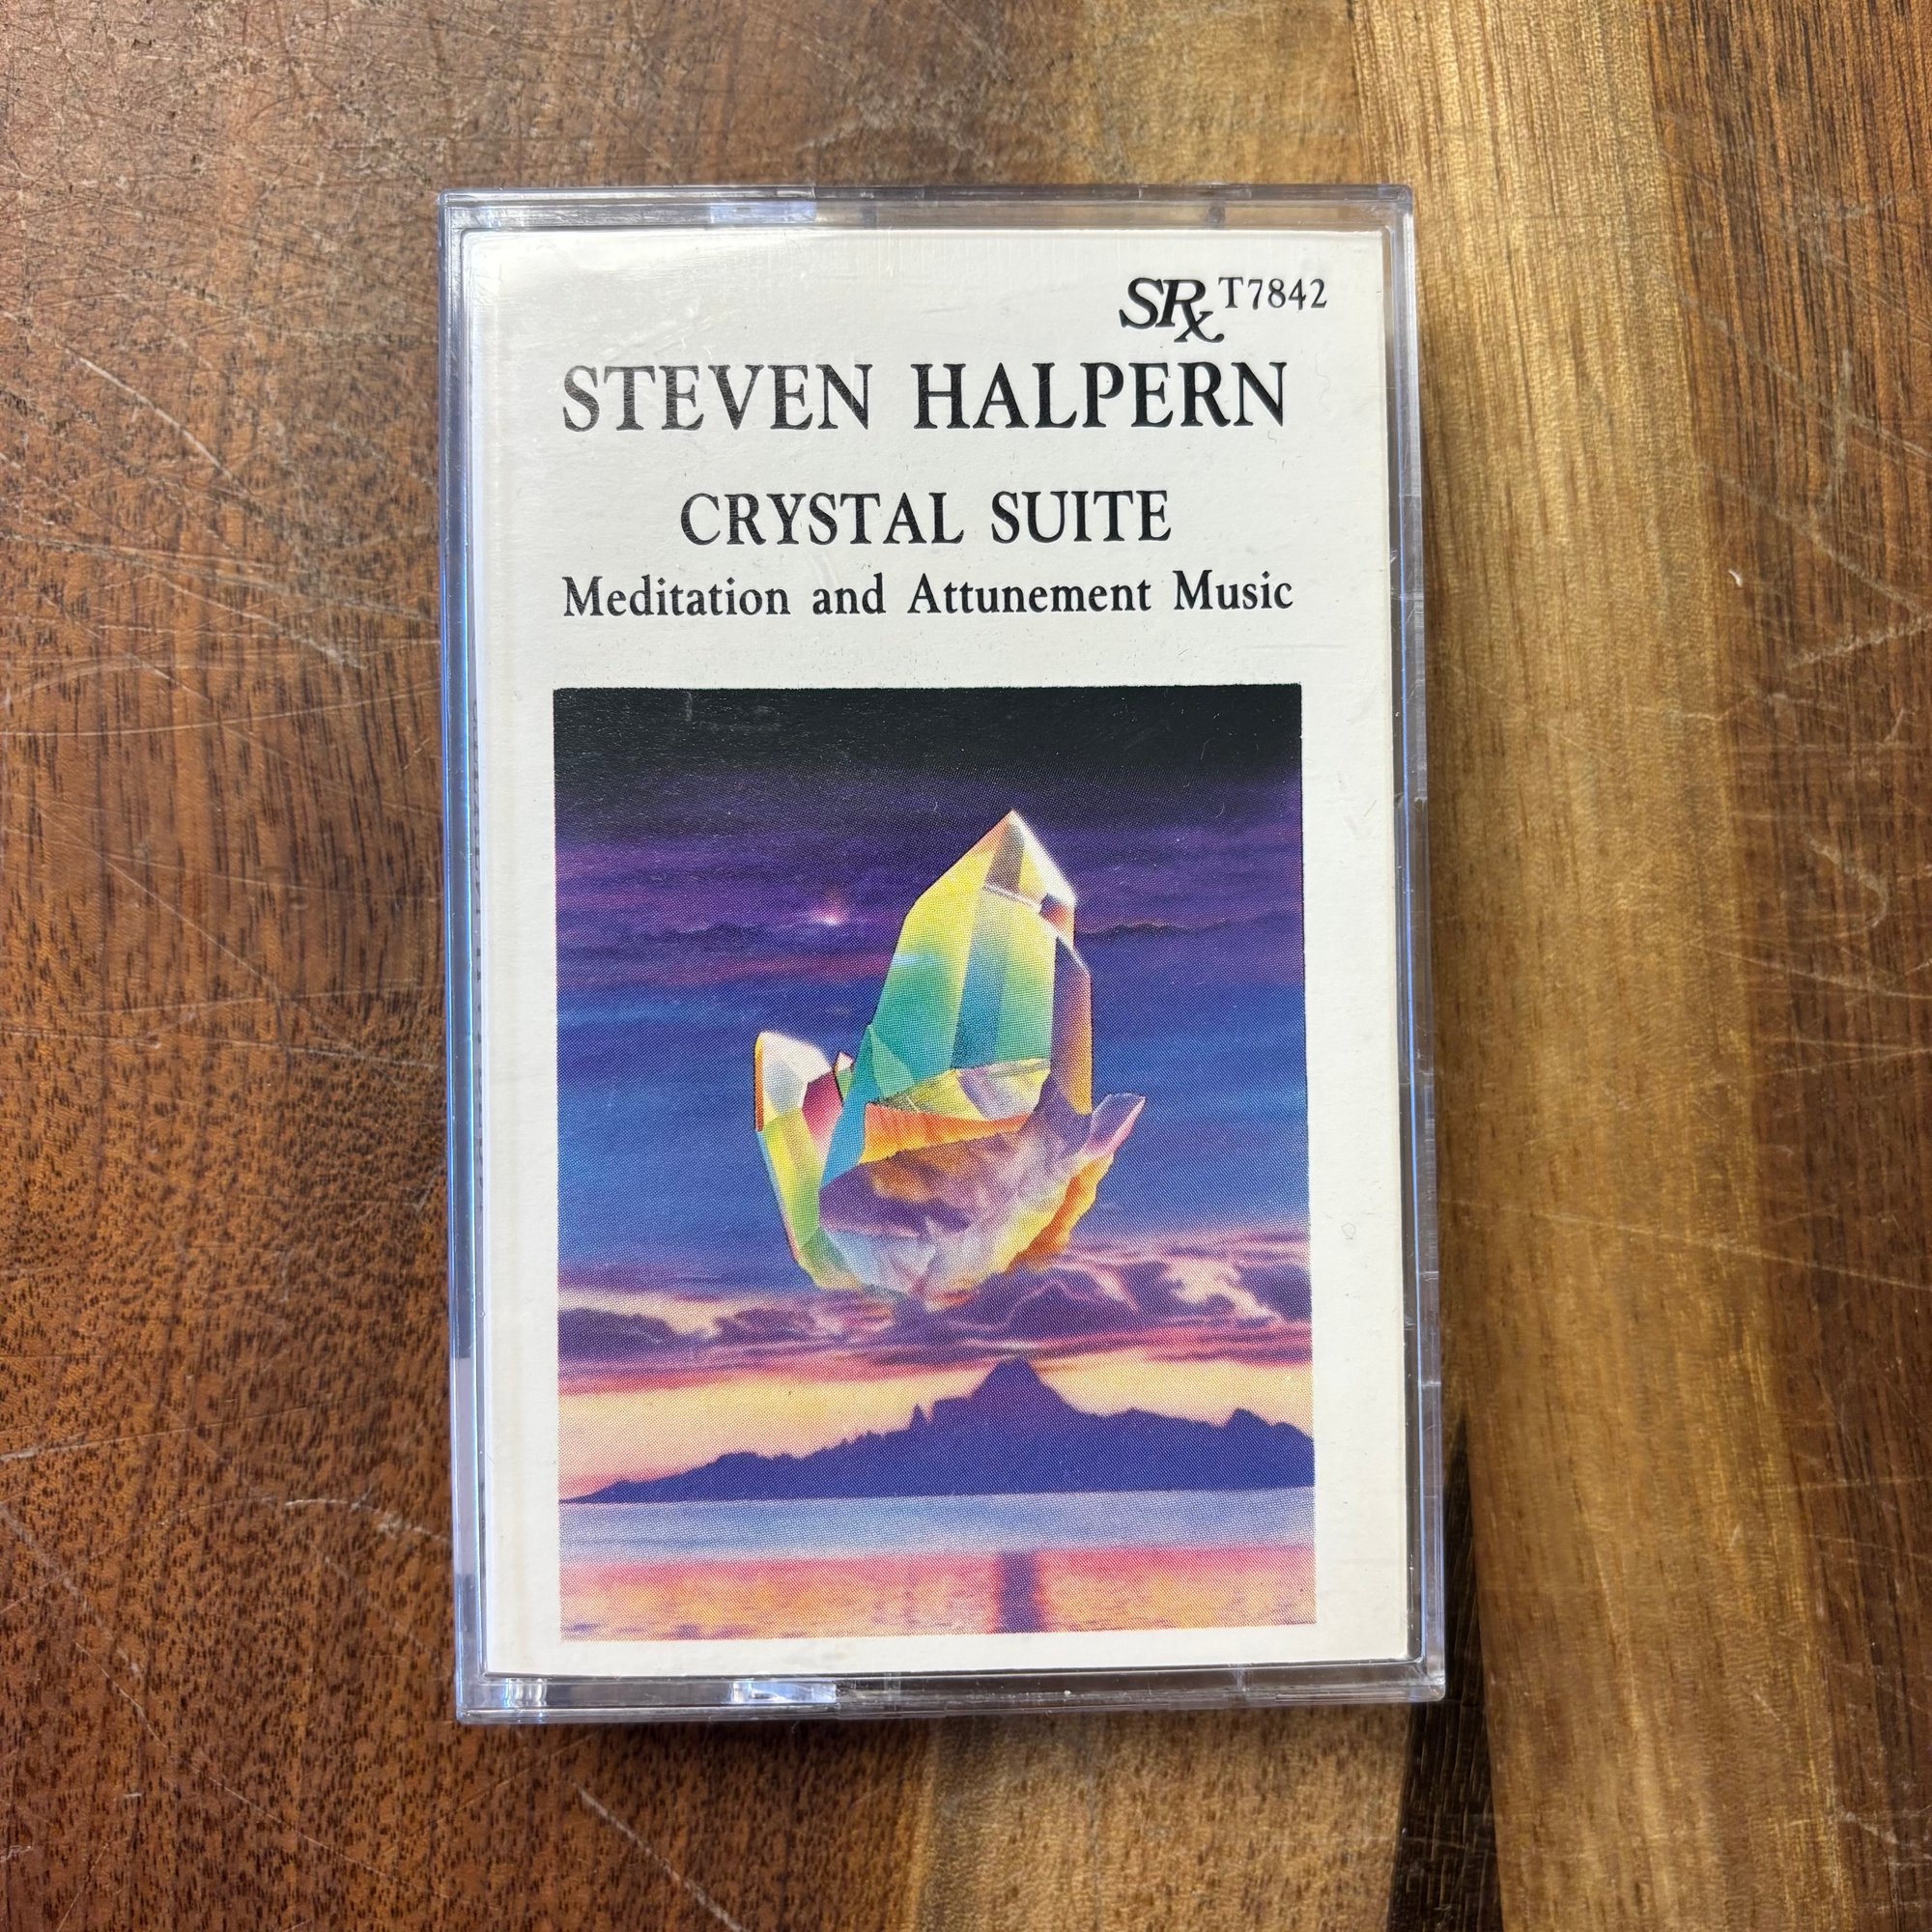 SRx T7842
STEVEN HALPERN
CRYSTAL SUITE
Meditation and Attunement Music